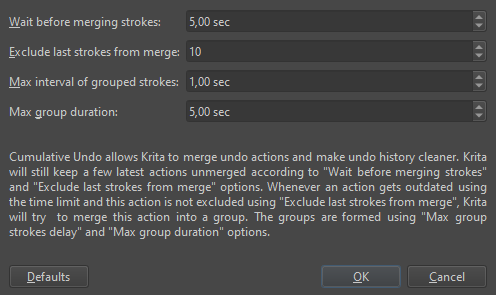 Wait before merging strokes: 5,00 sec
Exclude last strokes from merge: 10
Max interval of grouped strokes: 1,00 sec
Max group duration: 5,00 sec
Cumulative Undo allows Krita to merge undo actions and make undo history cleaner. Krita
will still keep a few latest actions unmerged according to "Wait before merging strokes"
and "Exclude last strokes from merge" options. Whenever an action gets outdated using
the time limit and this action is not excluded using "Exclude last strokes from merge", Krita
will try to merge this action into a group. The groups are formed using "Max group
strokes delay" and "Max group duration" options.
Defaults OK Cancel